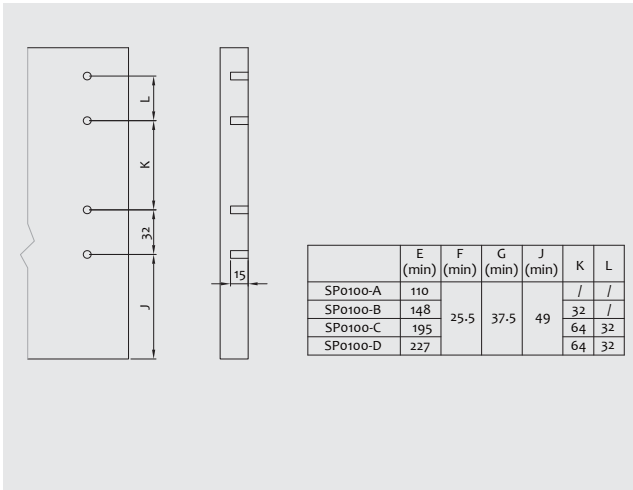 L
K
32
J
15
E (min) F (min) G (min) J (min) K L
SP0100-A 110 / /
SP0100-B 148 32 /
SP0100-C 195 64 32
SP0100-D 227 64 32
25.5 37.5 49